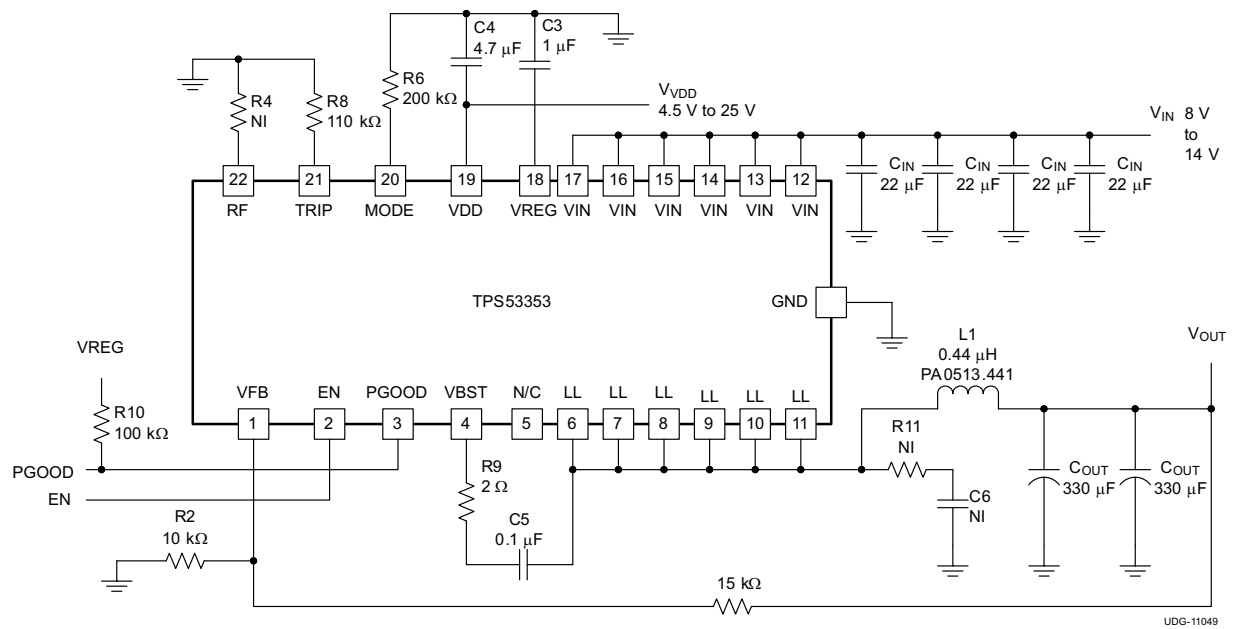 C4
4.7 μF
C3
1 μF
R6
200 kΩ
R4
NI
R8
110 kΩ
VVDD
4.5 V to 25 V
VIN 8 V
to
14 V
CIN
22 μF
CIN
22 μF
CIN
22 μF
CIN
22 μF
22
21
20
19
18
17
16
15
14
13
12
RF
TRIP
MODE
VDD
VREG
VIN
VIN
VIN
VIN
VIN
VIN
TPS53353
GND
VREG
R10
100 kΩ
PGOOD
EN
VFB
EN
PGOOD
VBST
N/C
LL
LL
LL
LL
LL
LL
1
2
3
4
5
6
7
8
9
10
11
L1
0.44 μH
PA0513.441
VOUT
R9
2 Ω
C5
0.1 μF
R11
NI
C6
NI
COUT
330 μF
COUT
330 μF
R2
10 kΩ
15 kΩ
UDG-11049